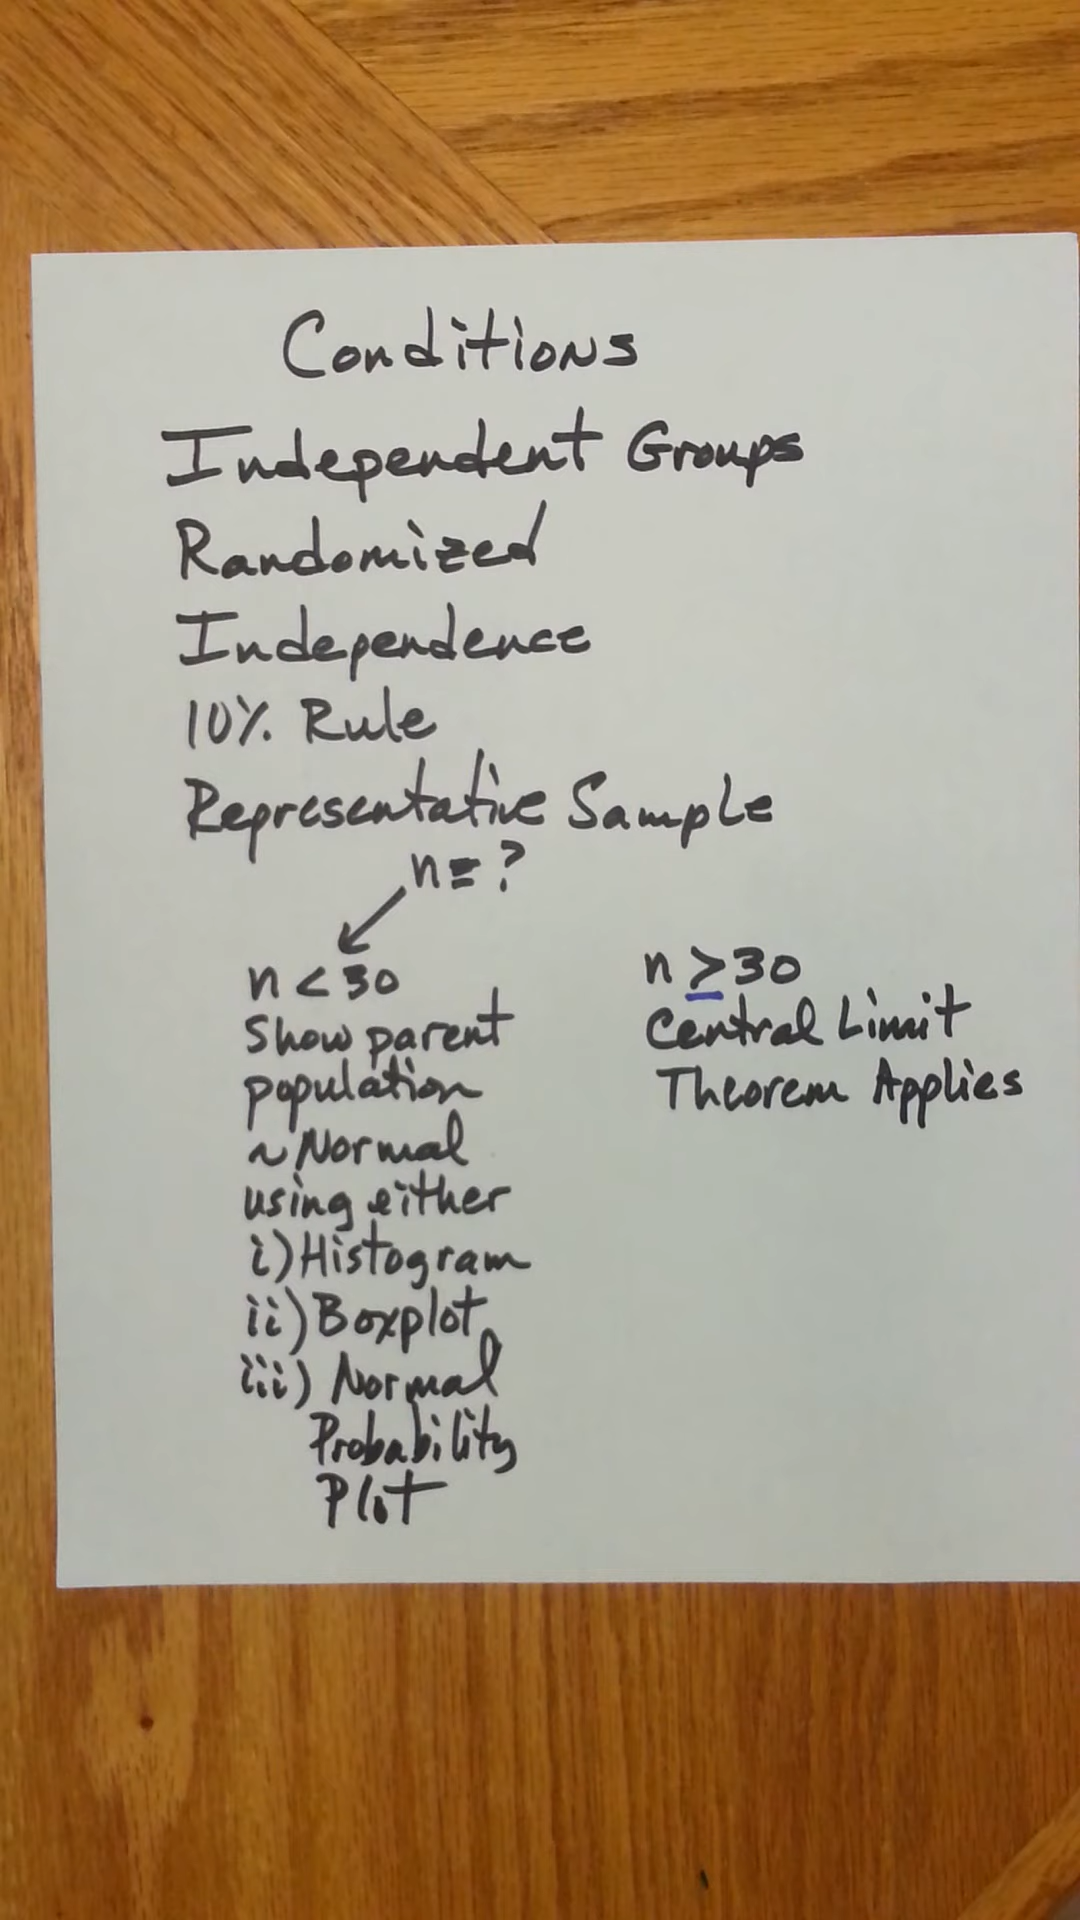 Conditions
Independent Groups
Randomized
Independence
10% Rule
Representative Sample
n = ?
n < 30
Show parent
population
~ Normal
using either
i) Histogram
ii) Boxplot
iii) Normal
Probability
Plot
n ≥ 30
Central Limit
Theorem Applies